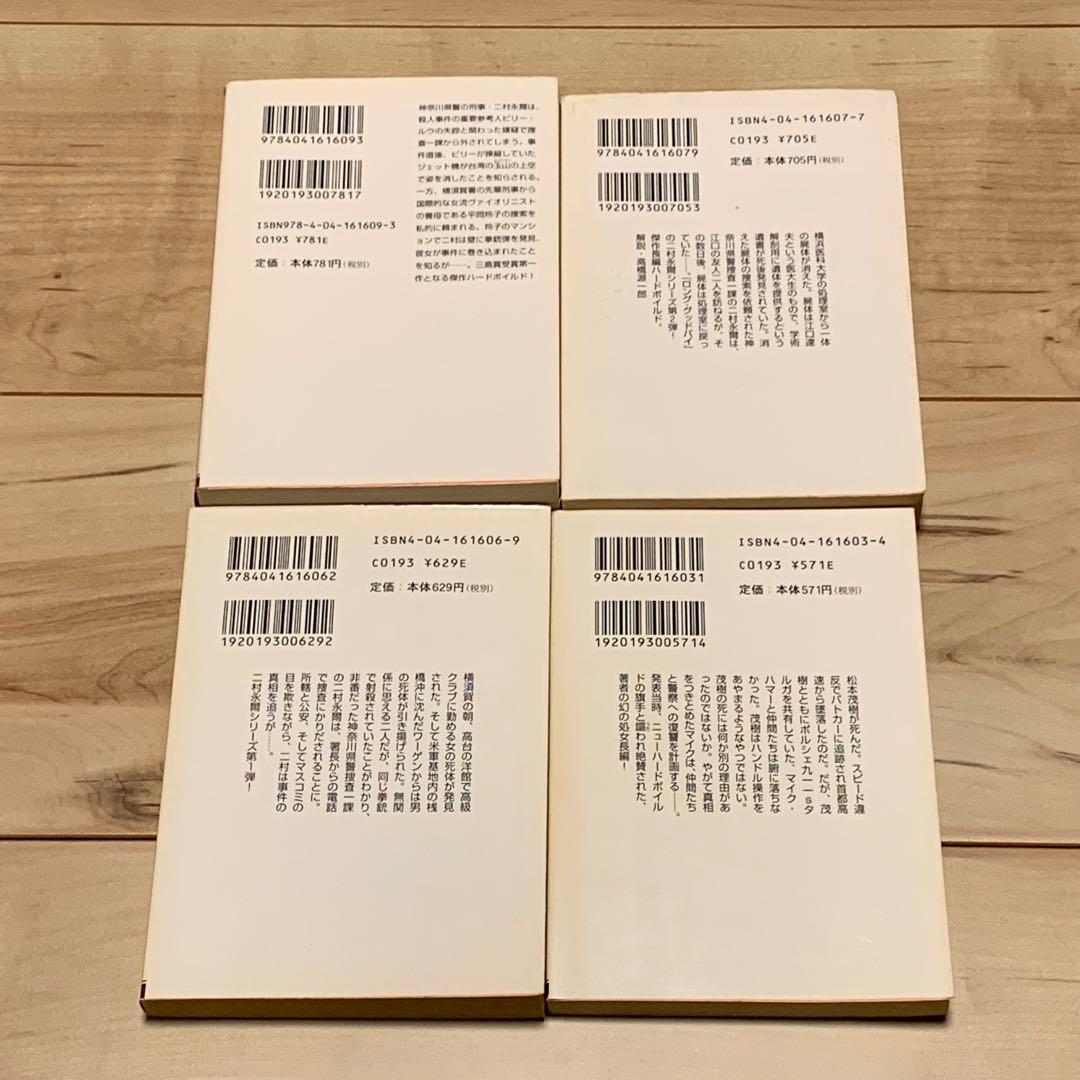 9784041616093
1920193007817
ISBN978-4-04-161609-3
C0193 ¥781E
定価：本体781円(税別)
神奈川県警の刑事・二村永爾は、
殺人事件の重要参考人ビリー・
ルウの失踪と関わった嫌疑で捜
査一課から外されてしまう。事
件直後、ビリーが操縦していた
ジェット機が台湾の玉山の上空
で姿を消したことを知らされる。
一方、横須賀署の先輩刑事から
国際的な女流ヴァイオリニスト
の養母である平岡玲子の捜索を
私的に頼まれる。玲子のマンシ
ョンで二村は壁に拳銃弾を発見、
彼女が事件に巻き込まれたこと
を知るが――。三島賞受賞第一
作となる傑作ハードボイルド！
9784041616079
1920193007053
ISBN4-04-161607-7
C0193 ¥705E
定価：本体705円(税別)
横浜医科大学の処理室から一体
の屍体が消えた。屍体は江口達
夫という医大生のもので、学術
解剖用に遺体を提供するという
遺書が死後発見されていた。消
えた屍体の捜索を依頼された神
奈川県警捜査一課の二村永爾は、
江口の友人二人を訪ねるが、そ
の数日後、屍体は処理室に戻っ
ていた――。『ロング・グッドバイ』
の二村永爾シリーズ第2弾！
傑作長編ハードボイルド。
解説・高橋源一郎
9784041616062
1920193006292
ISBN4-04-161606-9
C0193 ¥629E
定価：本体629円(税別)
横須賀の朝、高台の洋館で高級
クラブに勤める女の死体が発見
された。そして米軍基地内の桟
橋沖に沈んだワーゲンからは男
の死体が引き揚げられた。無関
係に思える二人だが、同じ拳銃
で射殺されていたことがわかり、
非番だった神奈川県警捜査一課
の二村永爾は、署長からの電話
で捜査にかりだされることに。
所轄と公安、そしてマスコミの
目を欺きながら、二村は事件の
真相を追うが……。
二村永爾シリーズ第1弾！
9784041616031
1920193005714
ISBN4-04-161603-4
C0193 ¥571E
定価：本体571円(税別)
松本茂樹が死んだ。スピード違
反でパトカーに追跡され首都高
速から墜落したのだ。だが、茂
樹とともにポルシェ九一一sタ
ルガを共有していた、マイク・
ハマーと仲間たちは腑に落ちな
かった。茂樹はハンドル操作を
あやまるようなやつではない。
茂樹の死には何か別の理由があ
ったのではないか。やがて真相
をつきとめたマイクは、仲間たち
と警察への復讐を計画する――。
発表当時、ニューハードボイル
ドの旗手と謳われ絶賛された、
著者の幻の処女長編！